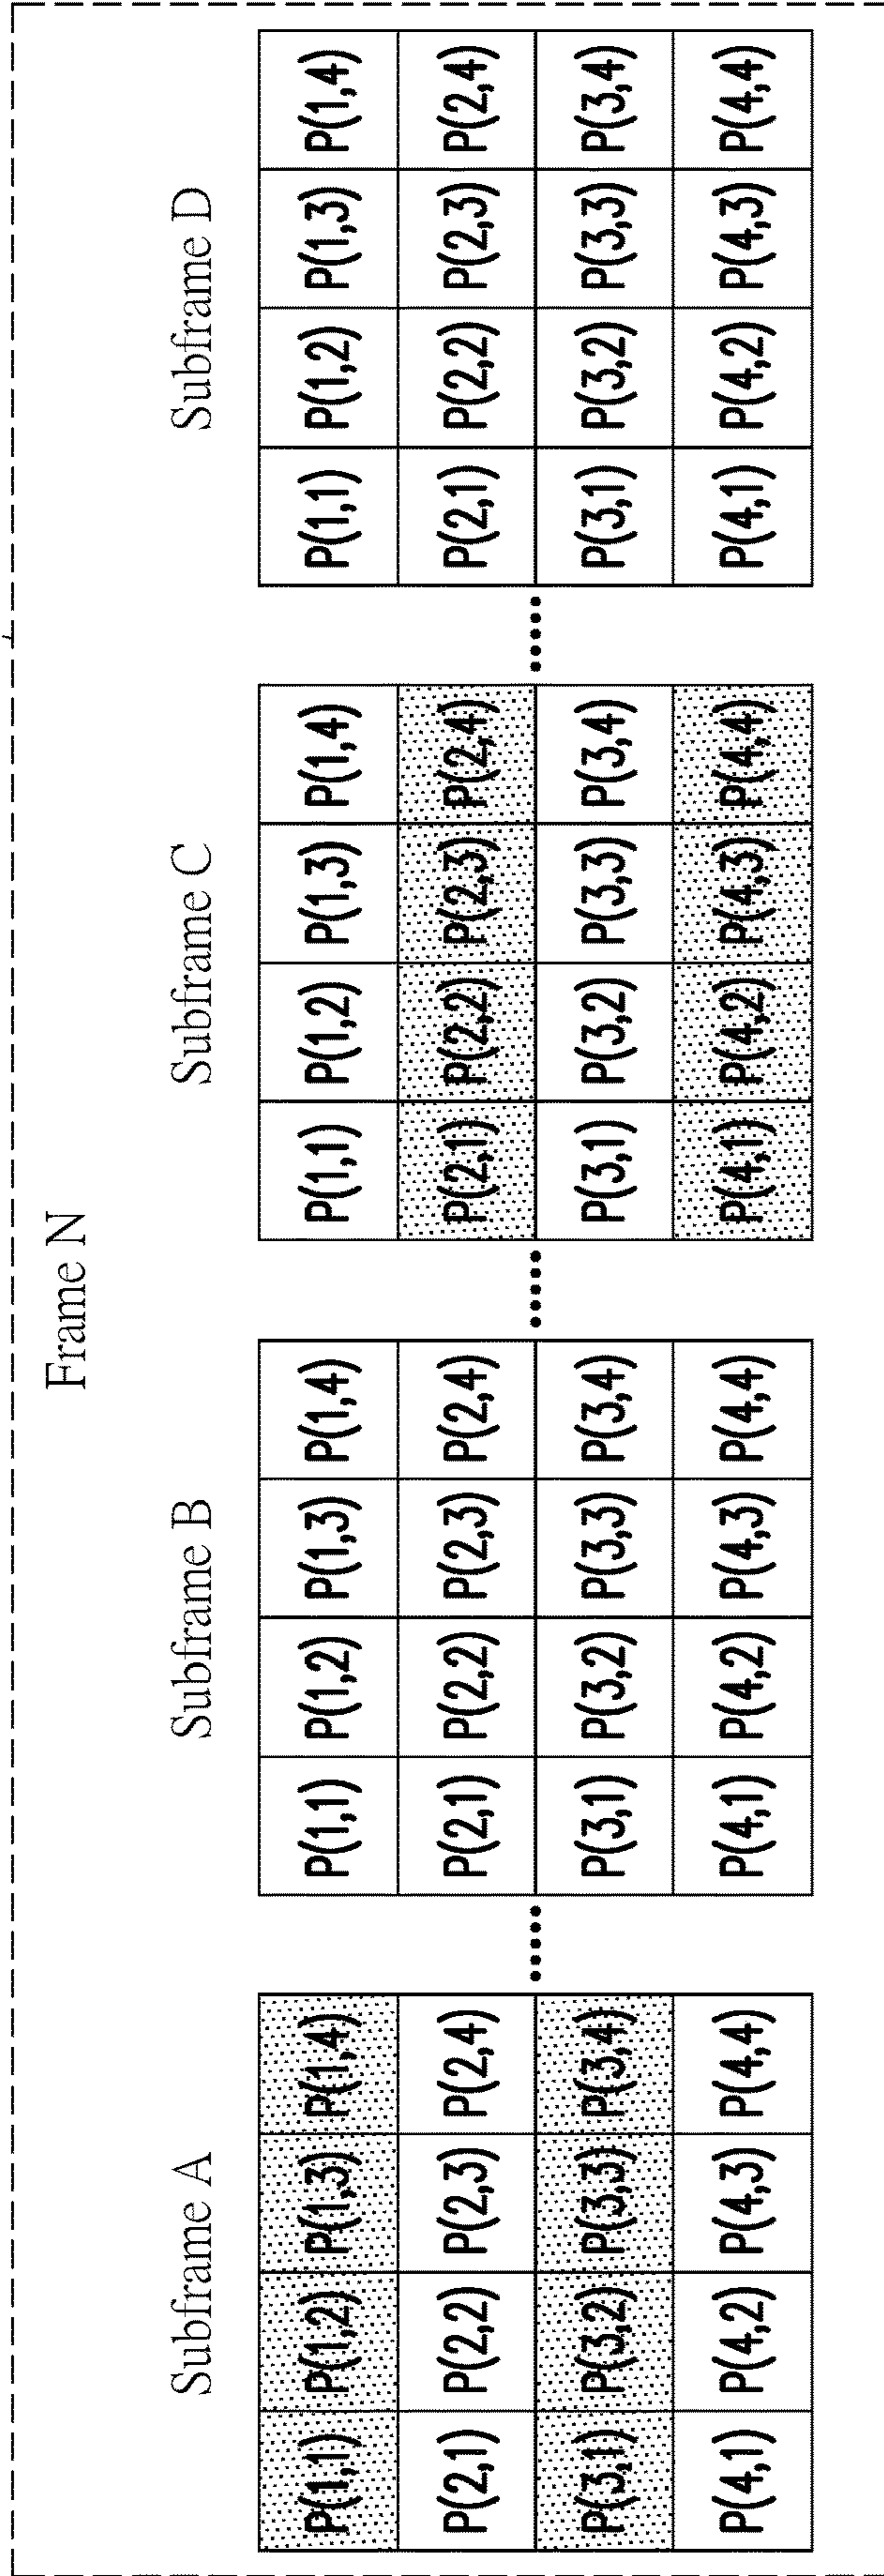 Frame N
Subframe A
P(1,1) P(1,2) P(1,3) P(1,4)
P(2,1) P(2,2) P(2,3) P(2,4)
P(3,1) P(3,2) P(3,3) P(3,4)
P(4,1) P(4,2) P(4,3) P(4,4)
Subframe B
P(1,1) P(1,2) P(1,3) P(1,4)
P(2,1) P(2,2) P(2,3) P(2,4)
P(3,1) P(3,2) P(3,3) P(3,4)
P(4,1) P(4,2) P(4,3) P(4,4)
Subframe C
P(1,1) P(1,2) P(1,3) P(1,4)
P(2,1) P(2,2) P(2,3) P(2,4)
P(3,1) P(3,2) P(3,3) P(3,4)
P(4,1) P(4,2) P(4,3) P(4,4)
Subframe D
P(1,1) P(1,2) P(1,3) P(1,4)
P(2,1) P(2,2) P(2,3) P(2,4)
P(3,1) P(3,2) P(3,3) P(3,4)
P(4,1) P(4,2) P(4,3) P(4,4)